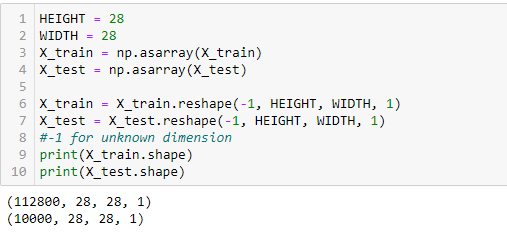 1 HEIGHT = 28
2 WIDTH = 28
3 X_train = np.asarray(X_train)
4 X_test = np.asarray(X_test)
5
6 X_train = X_train.reshape(-1, HEIGHT, WIDTH, 1)
7 X_test = X_test.reshape(-1, HEIGHT, WIDTH, 1)
8 #-1 for unknown dimension
9 print(X_train.shape)
10 print(X_test.shape)
(112800, 28, 28, 1)
(10000, 28, 28, 1)